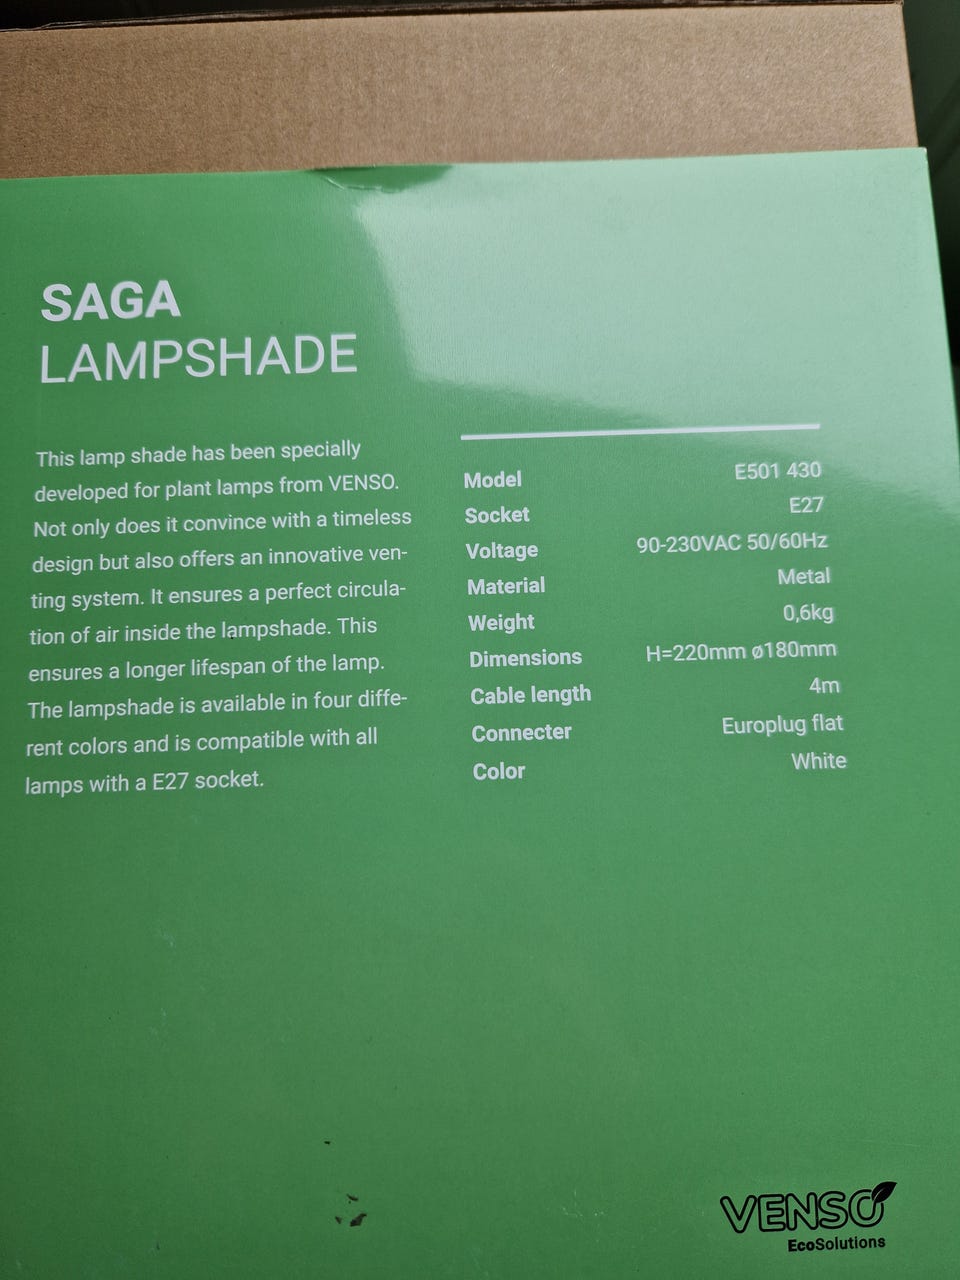 SAGA
LAMPSHADE
This lamp shade has been specially
developed for plant lamps from VENSO.
Not only does it convince with a timeless
design but also offers an innovative ven-
ting system. It ensures a perfect circula-
tion of air inside the lampshade. This
ensures a longer lifespan of the lamp.
The lampshade is available in four diffe-
rent colors and is compatible with all
lamps with a E27 socket.
Model E501 430
Socket E27
Voltage 90-230VAC 50/60Hz
Material Metal
Weight 0,6kg
Dimensions H=220mm ø180mm
Cable length 4m
Connecter Europlug flat
Color White
VENSO
EcoSolutions